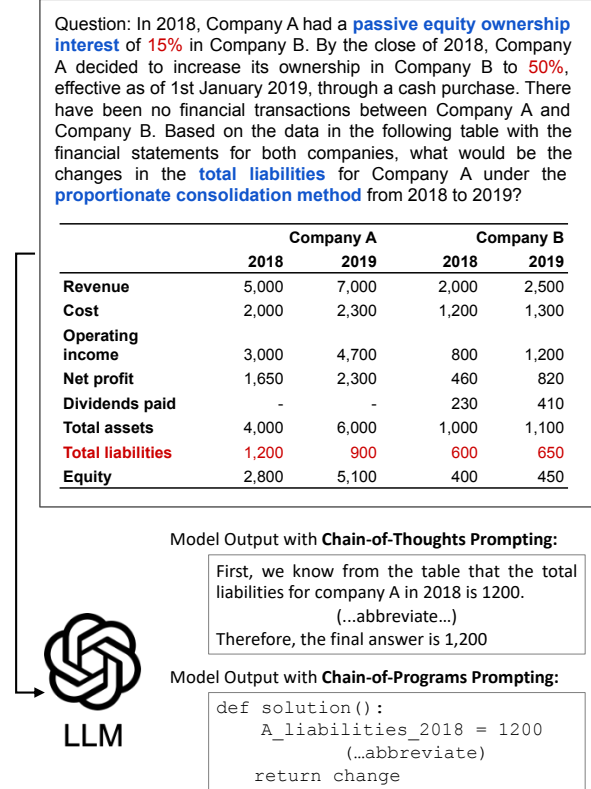 Question: In 2018, Company A had a passive equity ownership
interest of 15% in Company B. By the close of 2018, Company
A decided to increase its ownership in Company B to 50%,
effective as of 1st January 2019, through a cash purchase. There
have been no financial transactions between Company A and
Company B. Based on the data in the following table with the
financial statements for both companies, what would be the
changes in the total liabilities for Company A under the
proportionate consolidation method from 2018 to 2019?
Company A Company B
2018 2019 2018 2019
Revenue 5,000 7,000 2,000 2,500
Cost 2,000 2,300 1,200 1,300
Operating
income 3,000 4,700 800 1,200
Net profit 1,650 2,300 460 820
Dividends paid - - 230 410
Total assets 4,000 6,000 1,000 1,100
Total liabilities 1,200 900 600 650
Equity 2,800 5,100 400 450
Model Output with Chain-of-Thoughts Prompting:
First, we know from the table that the total
liabilities for company A in 2018 is 1200.
(...abbreviate...)
Therefore, the final answer is 1,200
Model Output with Chain-of-Programs Prompting:
def solution():
A_liabilities_2018 = 1200
(…abbreviate)
return change
LLM